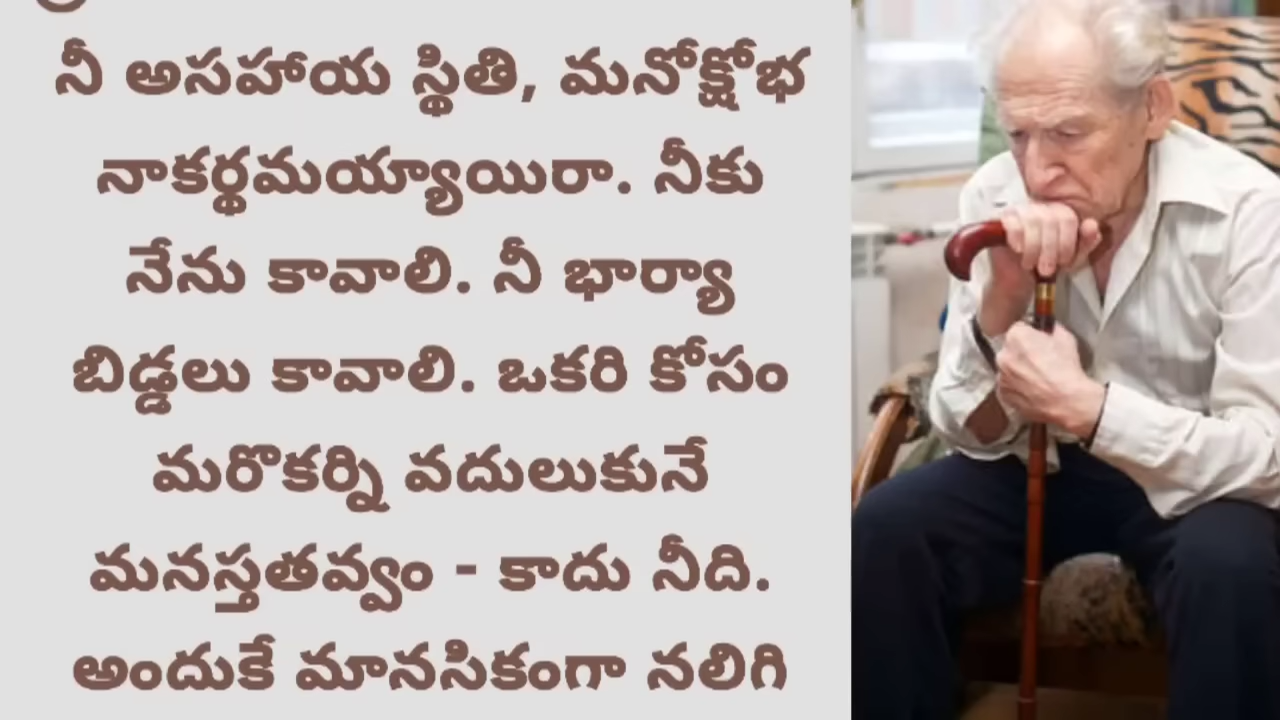 నీ అసహాయ స్థితి, మనోక్షోభ
నాకర్థమయ్యాయిరా. నీకు
నేను కావాలి. నీ భార్యా
బిడ్డలు కావాలి. ఒకరి కోసం
మరొకర్ని వదులుకునే
మనస్తతవ్వం - కాదు నీది.
అందుకే మానసికంగా నలిగి